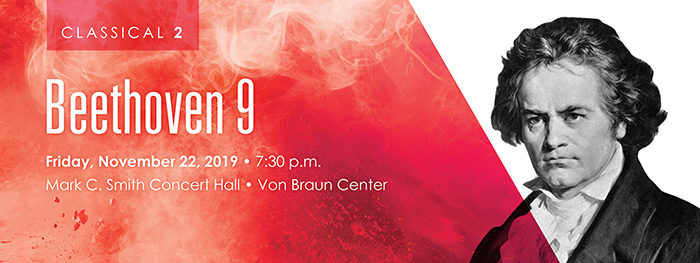 CLASSICAL 2
Beethoven 9
Friday, November 22, 2019 • 7:30 p.m.
Mark C. Smith Concert Hall • Von Braun Center